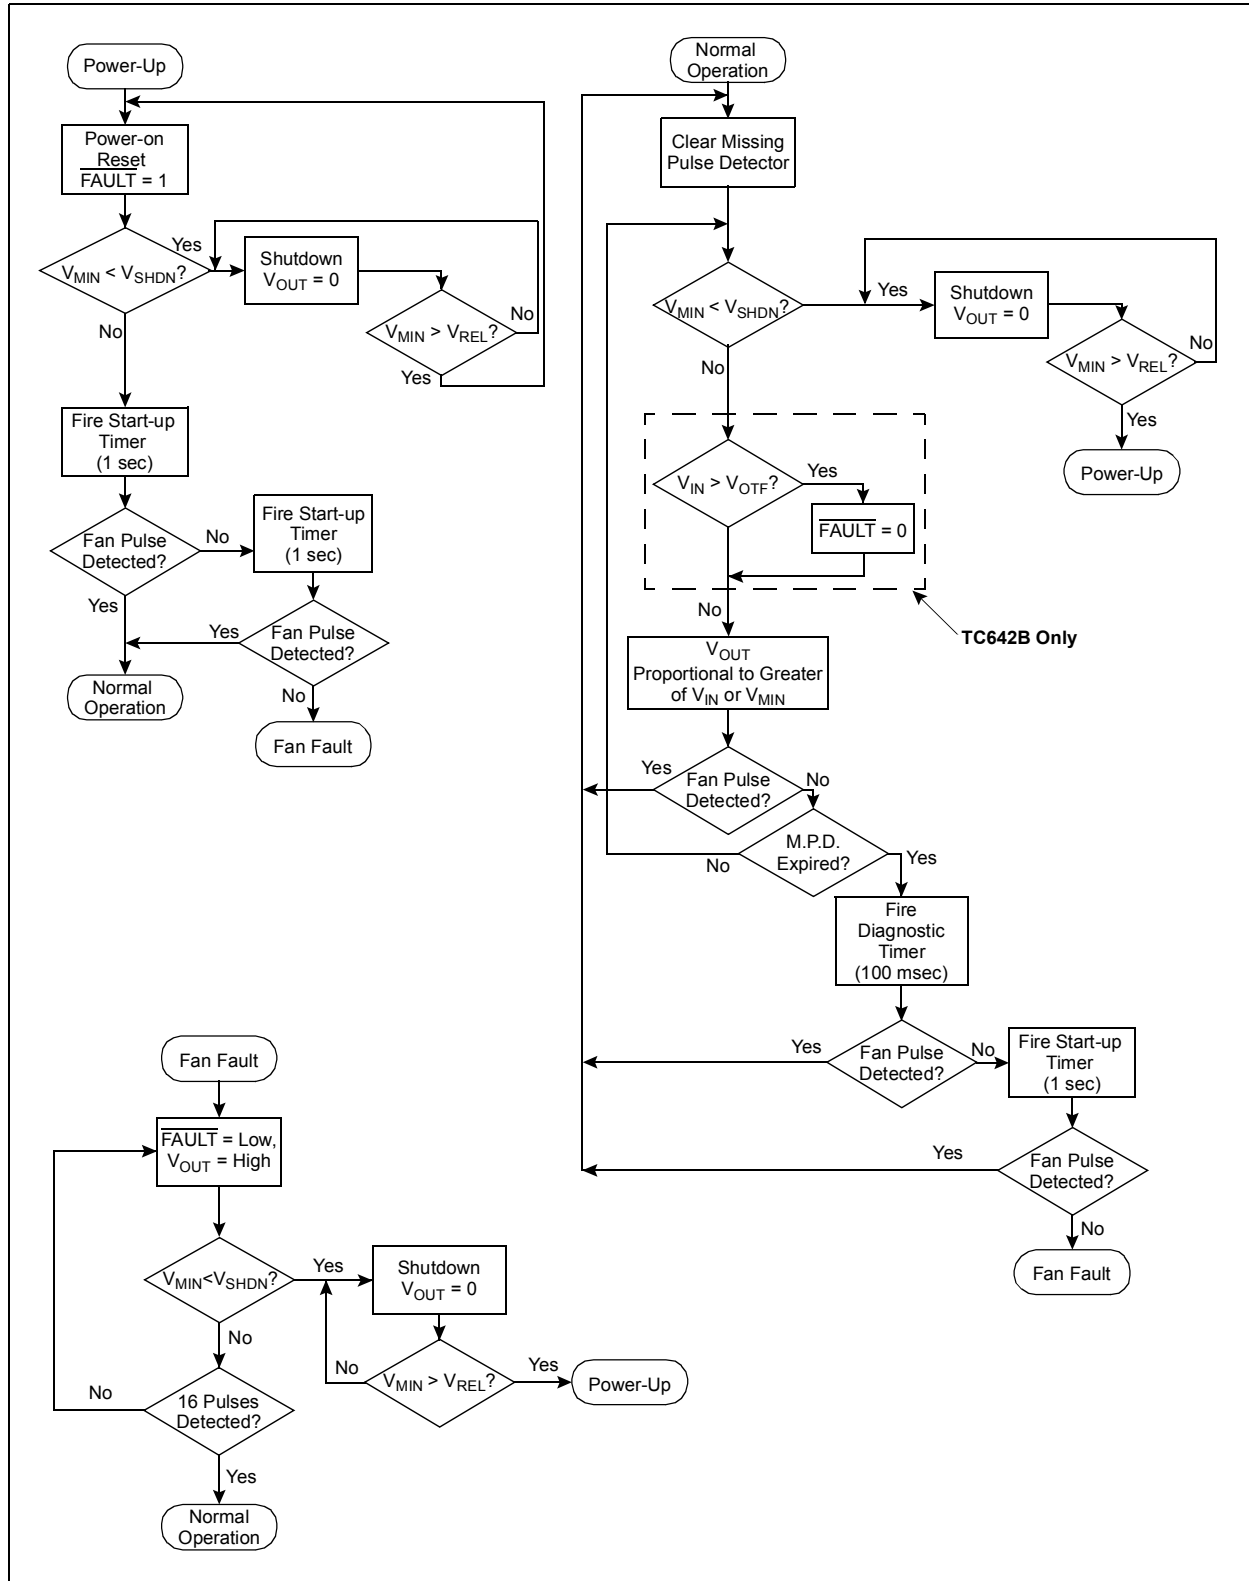 Power-Up
Power-on
Reset
FAULT = 1
VMIN < VSHDN?
Yes
Shutdown
VOUT = 0
VMIN > VREL?
No
Yes
No
Fire Start-up
Timer
(1 sec)
Fan Pulse
Detected?
No
Fire Start-up
Timer
(1 sec)
Yes
Fan Pulse
Detected?
Yes
No
Normal
Operation
Fan Fault
Normal
Operation
Clear Missing
Pulse Detector
VMIN < VSHDN?
Yes
Shutdown
VOUT = 0
VMIN > VREL?
No
Yes
Power-Up
No
VIN > VOTF?
Yes
FAULT = 0
TC642B Only
No
VOUT
Proportional to Greater
of VIN or VMIN
Yes
Fan Pulse
Detected?
No
M.P.D.
Expired?
No
Yes
Fire
Diagnostic
Timer
(100 msec)
Yes
Fan Pulse
Detected?
No
Fire Start-up
Timer
(1 sec)
Yes
Fan Pulse
Detected?
No
Fan Fault
Fan Fault
FAULT = Low,
VOUT = High
VMIN<VSHDN?
Yes
Shutdown
VOUT = 0
No
VMIN > VREL?
No
Yes
Power-Up
16 Pulses
Detected?
No
Yes
Normal
Operation